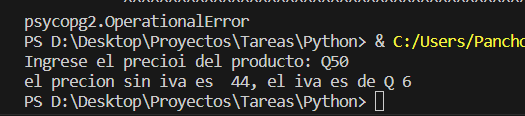 psycopg2.OperationalError
PS D:\Desktop\Proyectos\Tareas\Python> & C:/Users/Pancho
Ingrese el precioi del producto: Q50
el precion sin iva es  44, el iva es de Q 6
PS D:\Desktop\Proyectos\Tareas\Python>